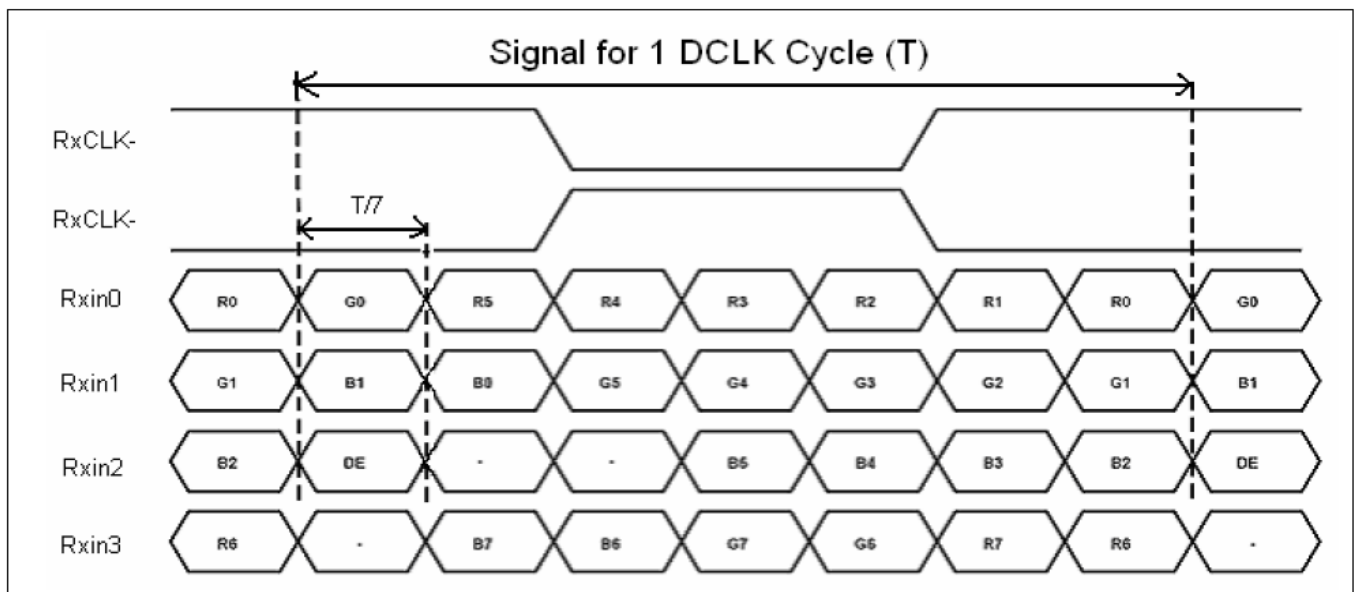 Signal for 1 DCLK Cycle (T)
RxCLK-
RxCLK-
T/7
Rxin0 R0 G0 R5 R4 R3 R2 R1 R0 G0
Rxin1 G1 B1 B0 G5 G4 G3 G2 G1 B1
Rxin2 B2 DE - - B5 B4 B3 B2 DE
Rxin3 R6 - B7 B6 G7 G6 R7 R6 -